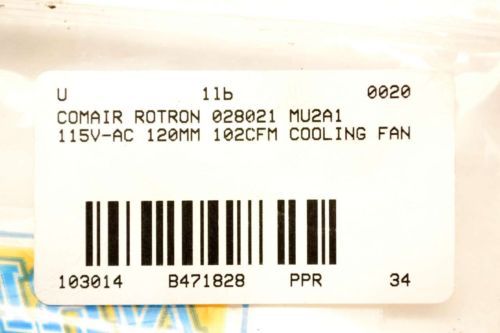 U 1lb 0020
COMAIR ROTRON 028021 MU2A1
115V-AC 120MM 102CFM COOLING FAN
103014 B471828 PPR 34